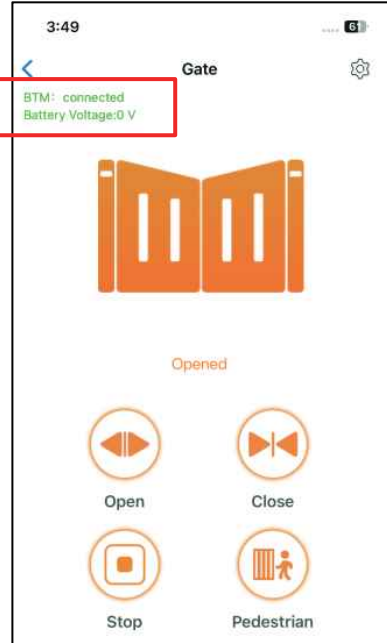 3:49
61
Gate
BTM: connected
Battery Voltage:0 V
Opened
Open
Close
Stop
Pedestrian